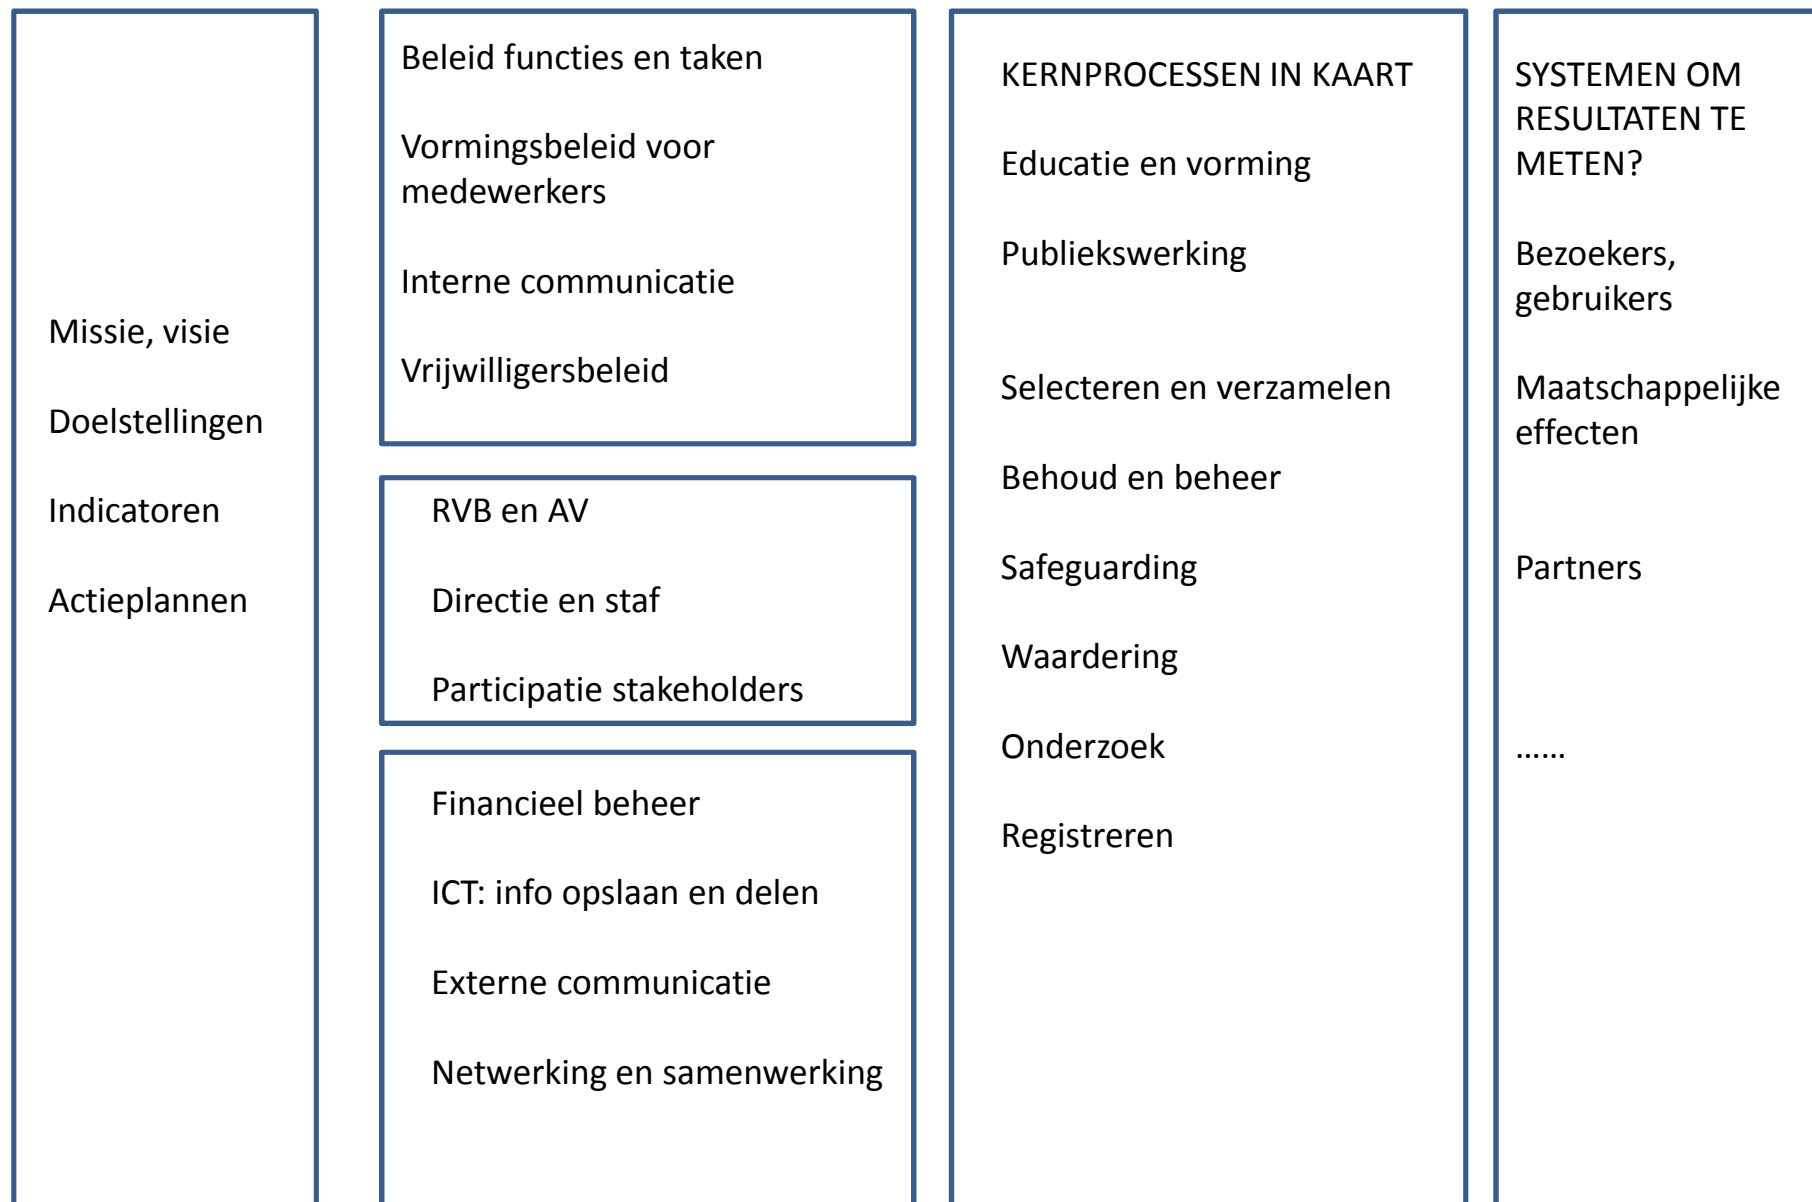 Missie, visie
Doelstellingen
Indicatoren
Actieplannen
Beleid functies en taken
Vormingsbeleid voor
medewerkers
Interne communicatie
Vrijwilligersbeleid
RVB en AV
Directie en staf
Participatie stakeholders
Financieel beheer
ICT: info opslaan en delen
Externe communicatie
Netwerking en samenwerking
KERNPROCESSEN IN KAART
Educatie en vorming
Publiekswerking
Selecteren en verzamelen
Behoud en beheer
Safeguarding
Waardering
Onderzoek
Registreren
SYSTEMEN OM
RESULTATEN TE
METEN?
Bezoekers,
gebruikers
Maatschappelijke
effecten
Partners
......